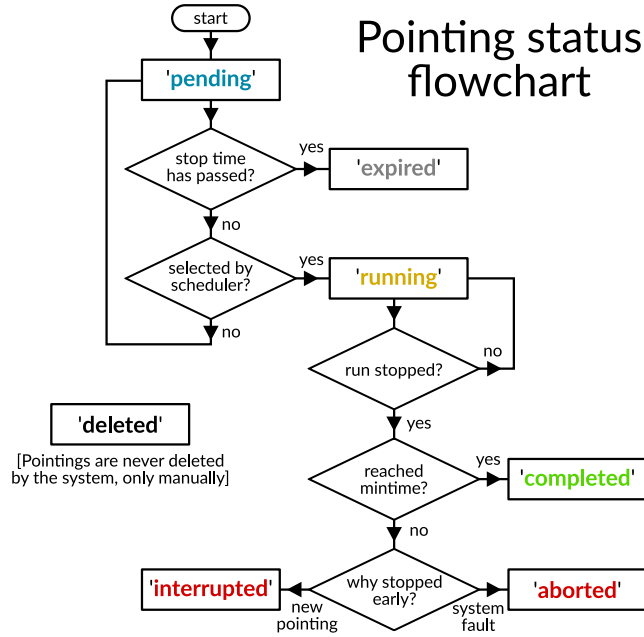 start
Pointing status
flowchart
'pending'
stop time
has passed?
yes
'expired'
no
selected by
scheduler?
yes
'running'
no
run stopped?
no
yes
'deleted'
[Pointings are never deleted
by the system, only manually]
reached
mintime?
yes
'completed'
no
'interrupted'
new
pointing
why stopped
early?
system
fault
'aborted'